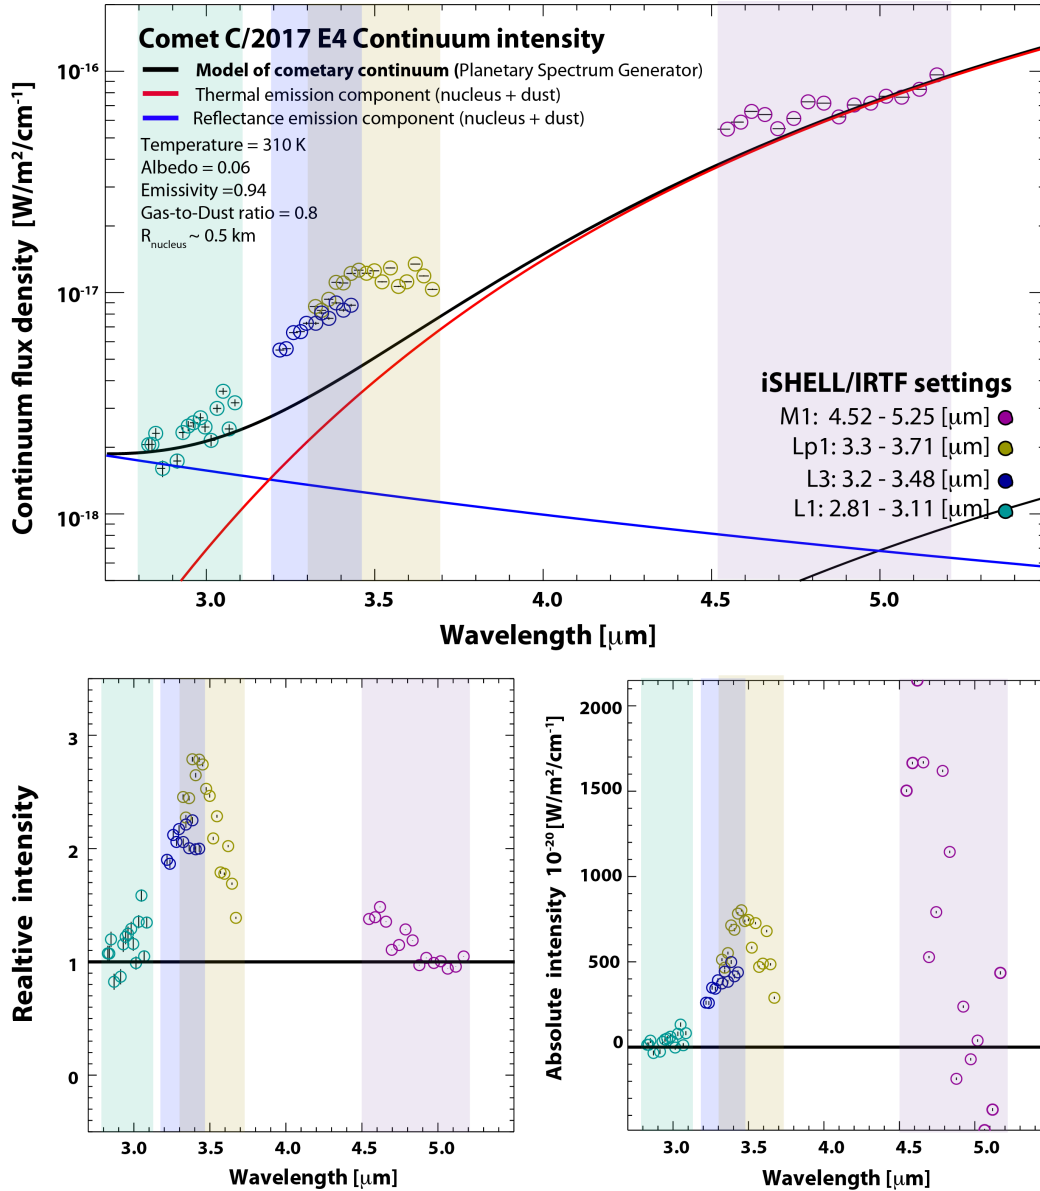 Comet C/2017 E4 Continuum intensity
Model of cometary continuum (Planetary Spectrum Generator)
Thermal emission component (nucleus + dust)
Reflectance emission component (nucleus + dust)
Temperature = 310 K
Albedo = 0.06
Emissivity =0.94
Gas-to-Dust ratio = 0.8
Rnucleus ~ 0.5 km
Continuum flux density [W/m²/cm⁻¹]
10⁻¹⁶
10⁻¹⁷
10⁻¹⁸
iSHELL/IRTF settings
M1: 4.52 - 5.25 [μm]
Lp1: 3.3 - 3.71 [μm]
L3: 3.2 - 3.48 [μm]
L1: 2.81 - 3.11 [μm]
3.0 3.5 4.0 4.5 5.0
Wavelength [μm]
Realtive intensity
3
2
1
0
3.0 3.5 4.0 4.5 5.0
Wavelength [μm]
Absolute intensity 10⁻²⁰[W/m²/cm⁻¹]
2000
1500
1000
500
0
3.0 3.5 4.0 4.5 5.0
Wavelength [μm]